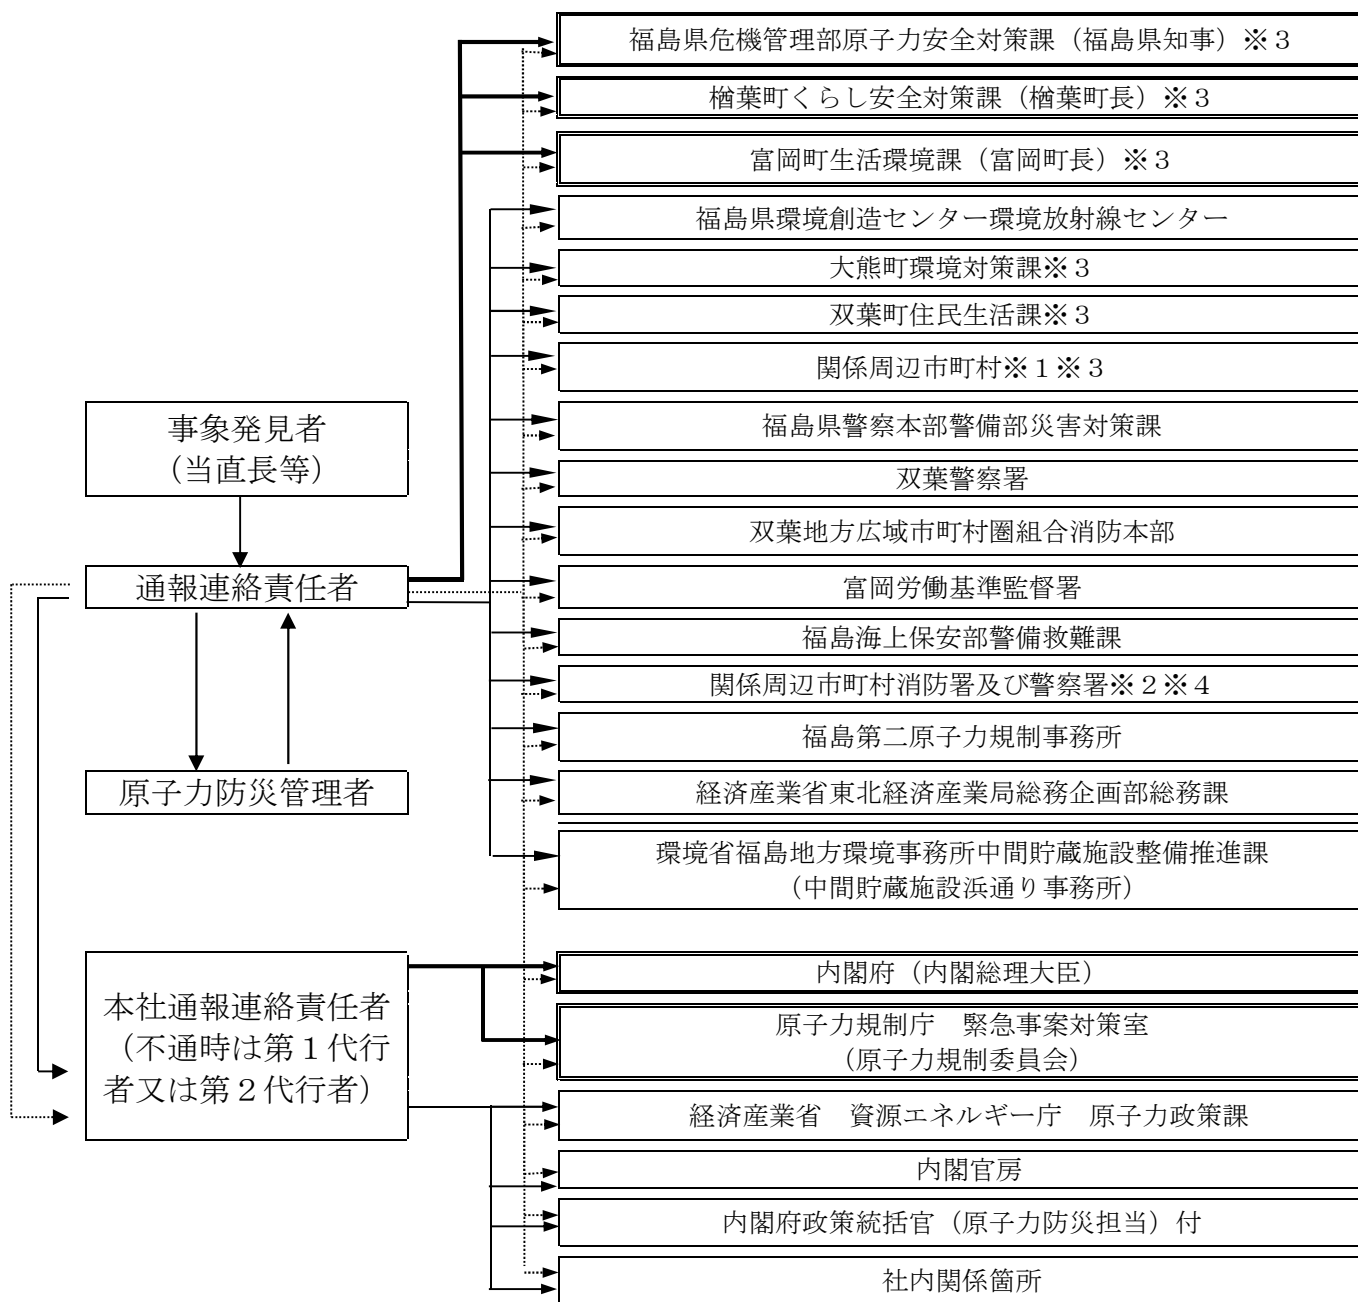 福島県危機管理部原子力安全対策課（福島県知事）※３
楢葉町くらし安全対策課（楢葉町長）※３
富岡町生活環境課（富岡町長）※３
福島県環境創造センター環境放射線センター
大熊町環境対策課※３
双葉町住民生活課※３
関係周辺市町村※１※３
福島県警察本部警備部災害対策課
双葉警察署
双葉地方広域市町村圏組合消防本部
富岡労働基準監督署
福島海上保安部警備救難課
関係周辺市町村消防署及び警察署※２※４
福島第二原子力規制事務所
経済産業省東北経済産業局総務企画部総務課
環境省福島地方環境事務所中間貯蔵施設整備推進課
（中間貯蔵施設浜通り事務所）
事象発見者
（当直長等）
通報連絡責任者
原子力防災管理者
本社通報連絡責任者
（不通時は第１代行
者又は第２代行者）
内閣府（内閣総理大臣）
原子力規制庁　緊急事案対策室
（原子力規制委員会）
経済産業省　資源エネルギー庁　原子力政策課
内閣官房
内閣府政策統括官（原子力防災担当）付
社内関係箇所